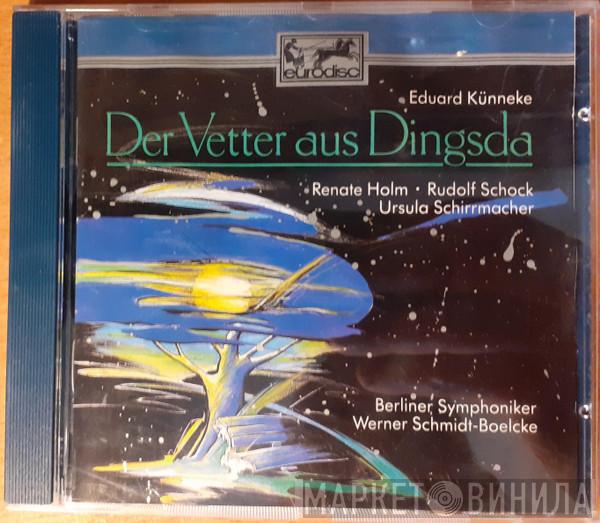 eurodisc
Eduard Künneke
Der Vetter aus Dingsda
Renate Holm · Rudolf Schock
Ursula Schirrmacher
Berliner Symphoniker
Werner Schmidt-Boelcke
МАРКЕТ ВИНИЛА